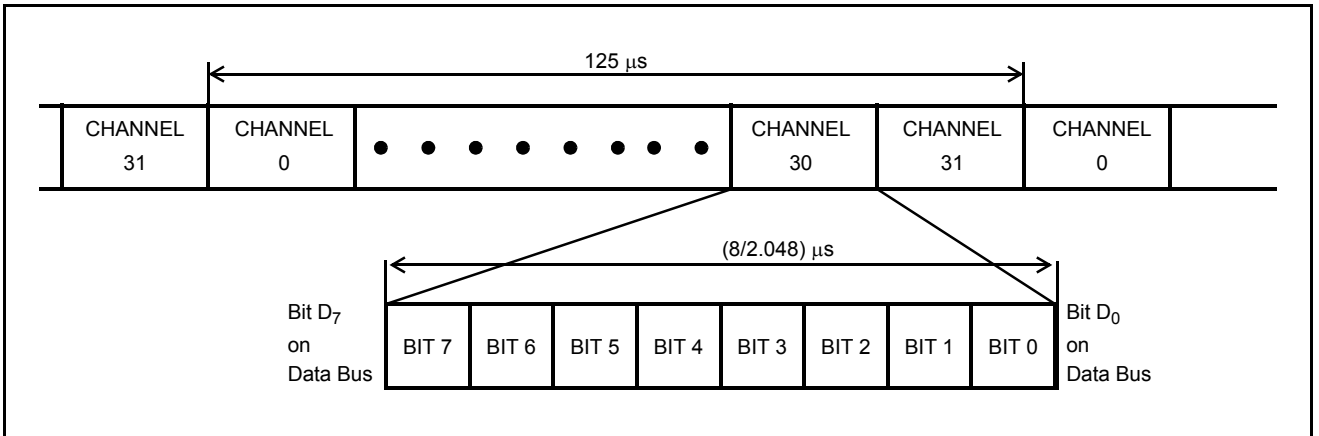 125 μs
CHANNEL CHANNEL CHANNEL CHANNEL CHANNEL
31 0 30 31 0
(8/2.048) μs
Bit D7 Bit D0
on BIT 7 BIT 6 BIT 5 BIT 4 BIT 3 BIT 2 BIT 1 BIT 0 on
Data Bus Data Bus